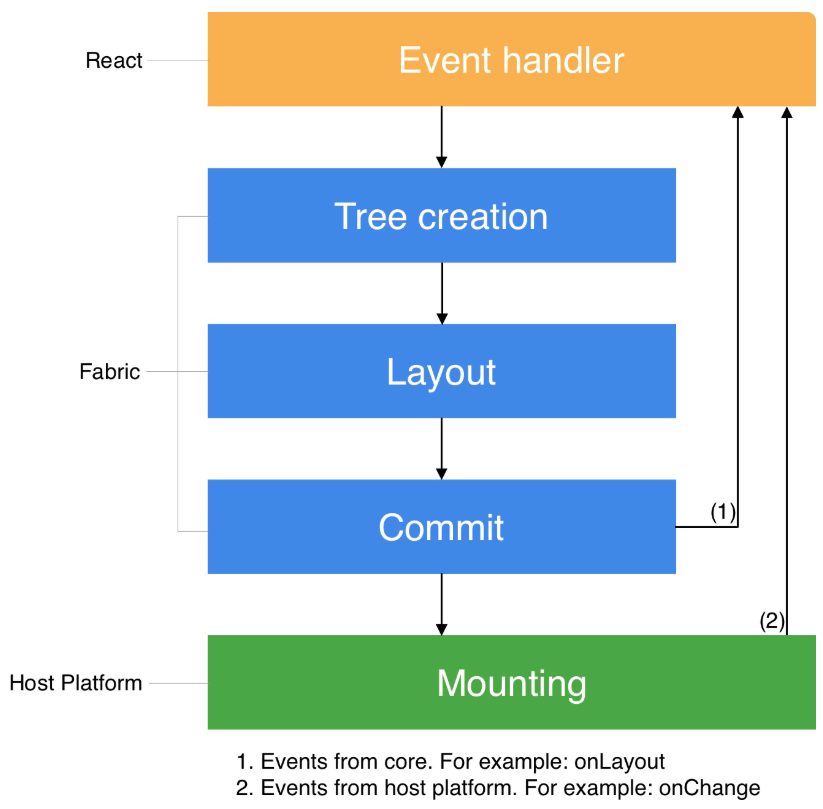 React
Event handler
Tree creation
Fabric
Layout
Commit
(1)
(2)
Host Platform
Mounting
1. Events from core. For example: onLayout
2. Events from host platform. For example: onChange